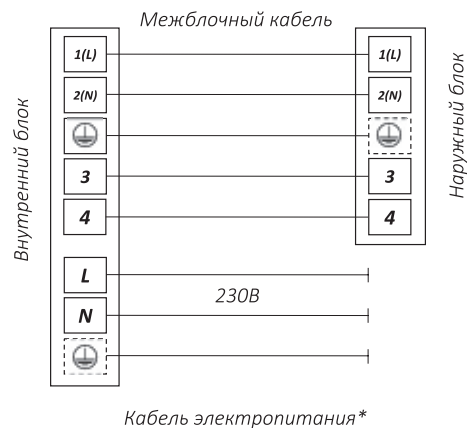 Межблочный кабель
1(L) 1(L)
2(N) 2(N)
3 3
4 4
L
230В
N
Внутренний блок
Наружный блок
Кабель электропитания*